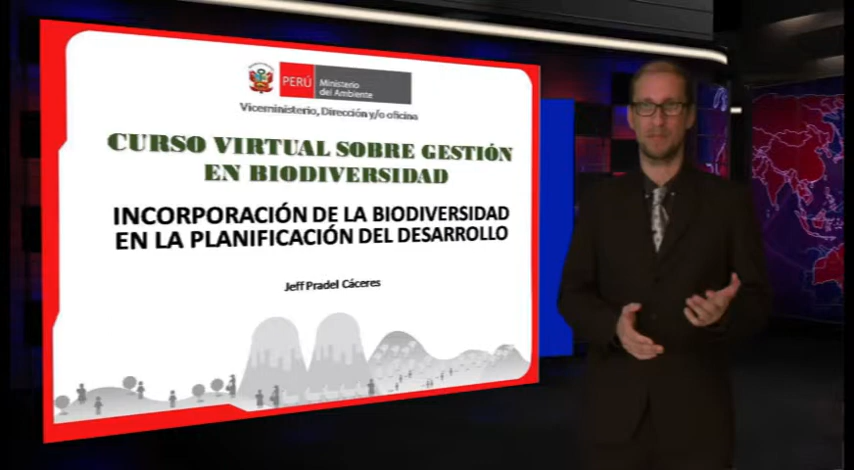 PERÚ
Ministerio
del Ambiente
Viceministerio, Dirección y/o oficina
CURSO VIRTUAL SOBRE GESTIÓN
EN BIODIVERSIDAD
INCORPORACIÓN DE LA BIODIVERSIDAD
EN LA PLANIFICACIÓN DEL DESARROLLO
Jeff Pradel Cáceres